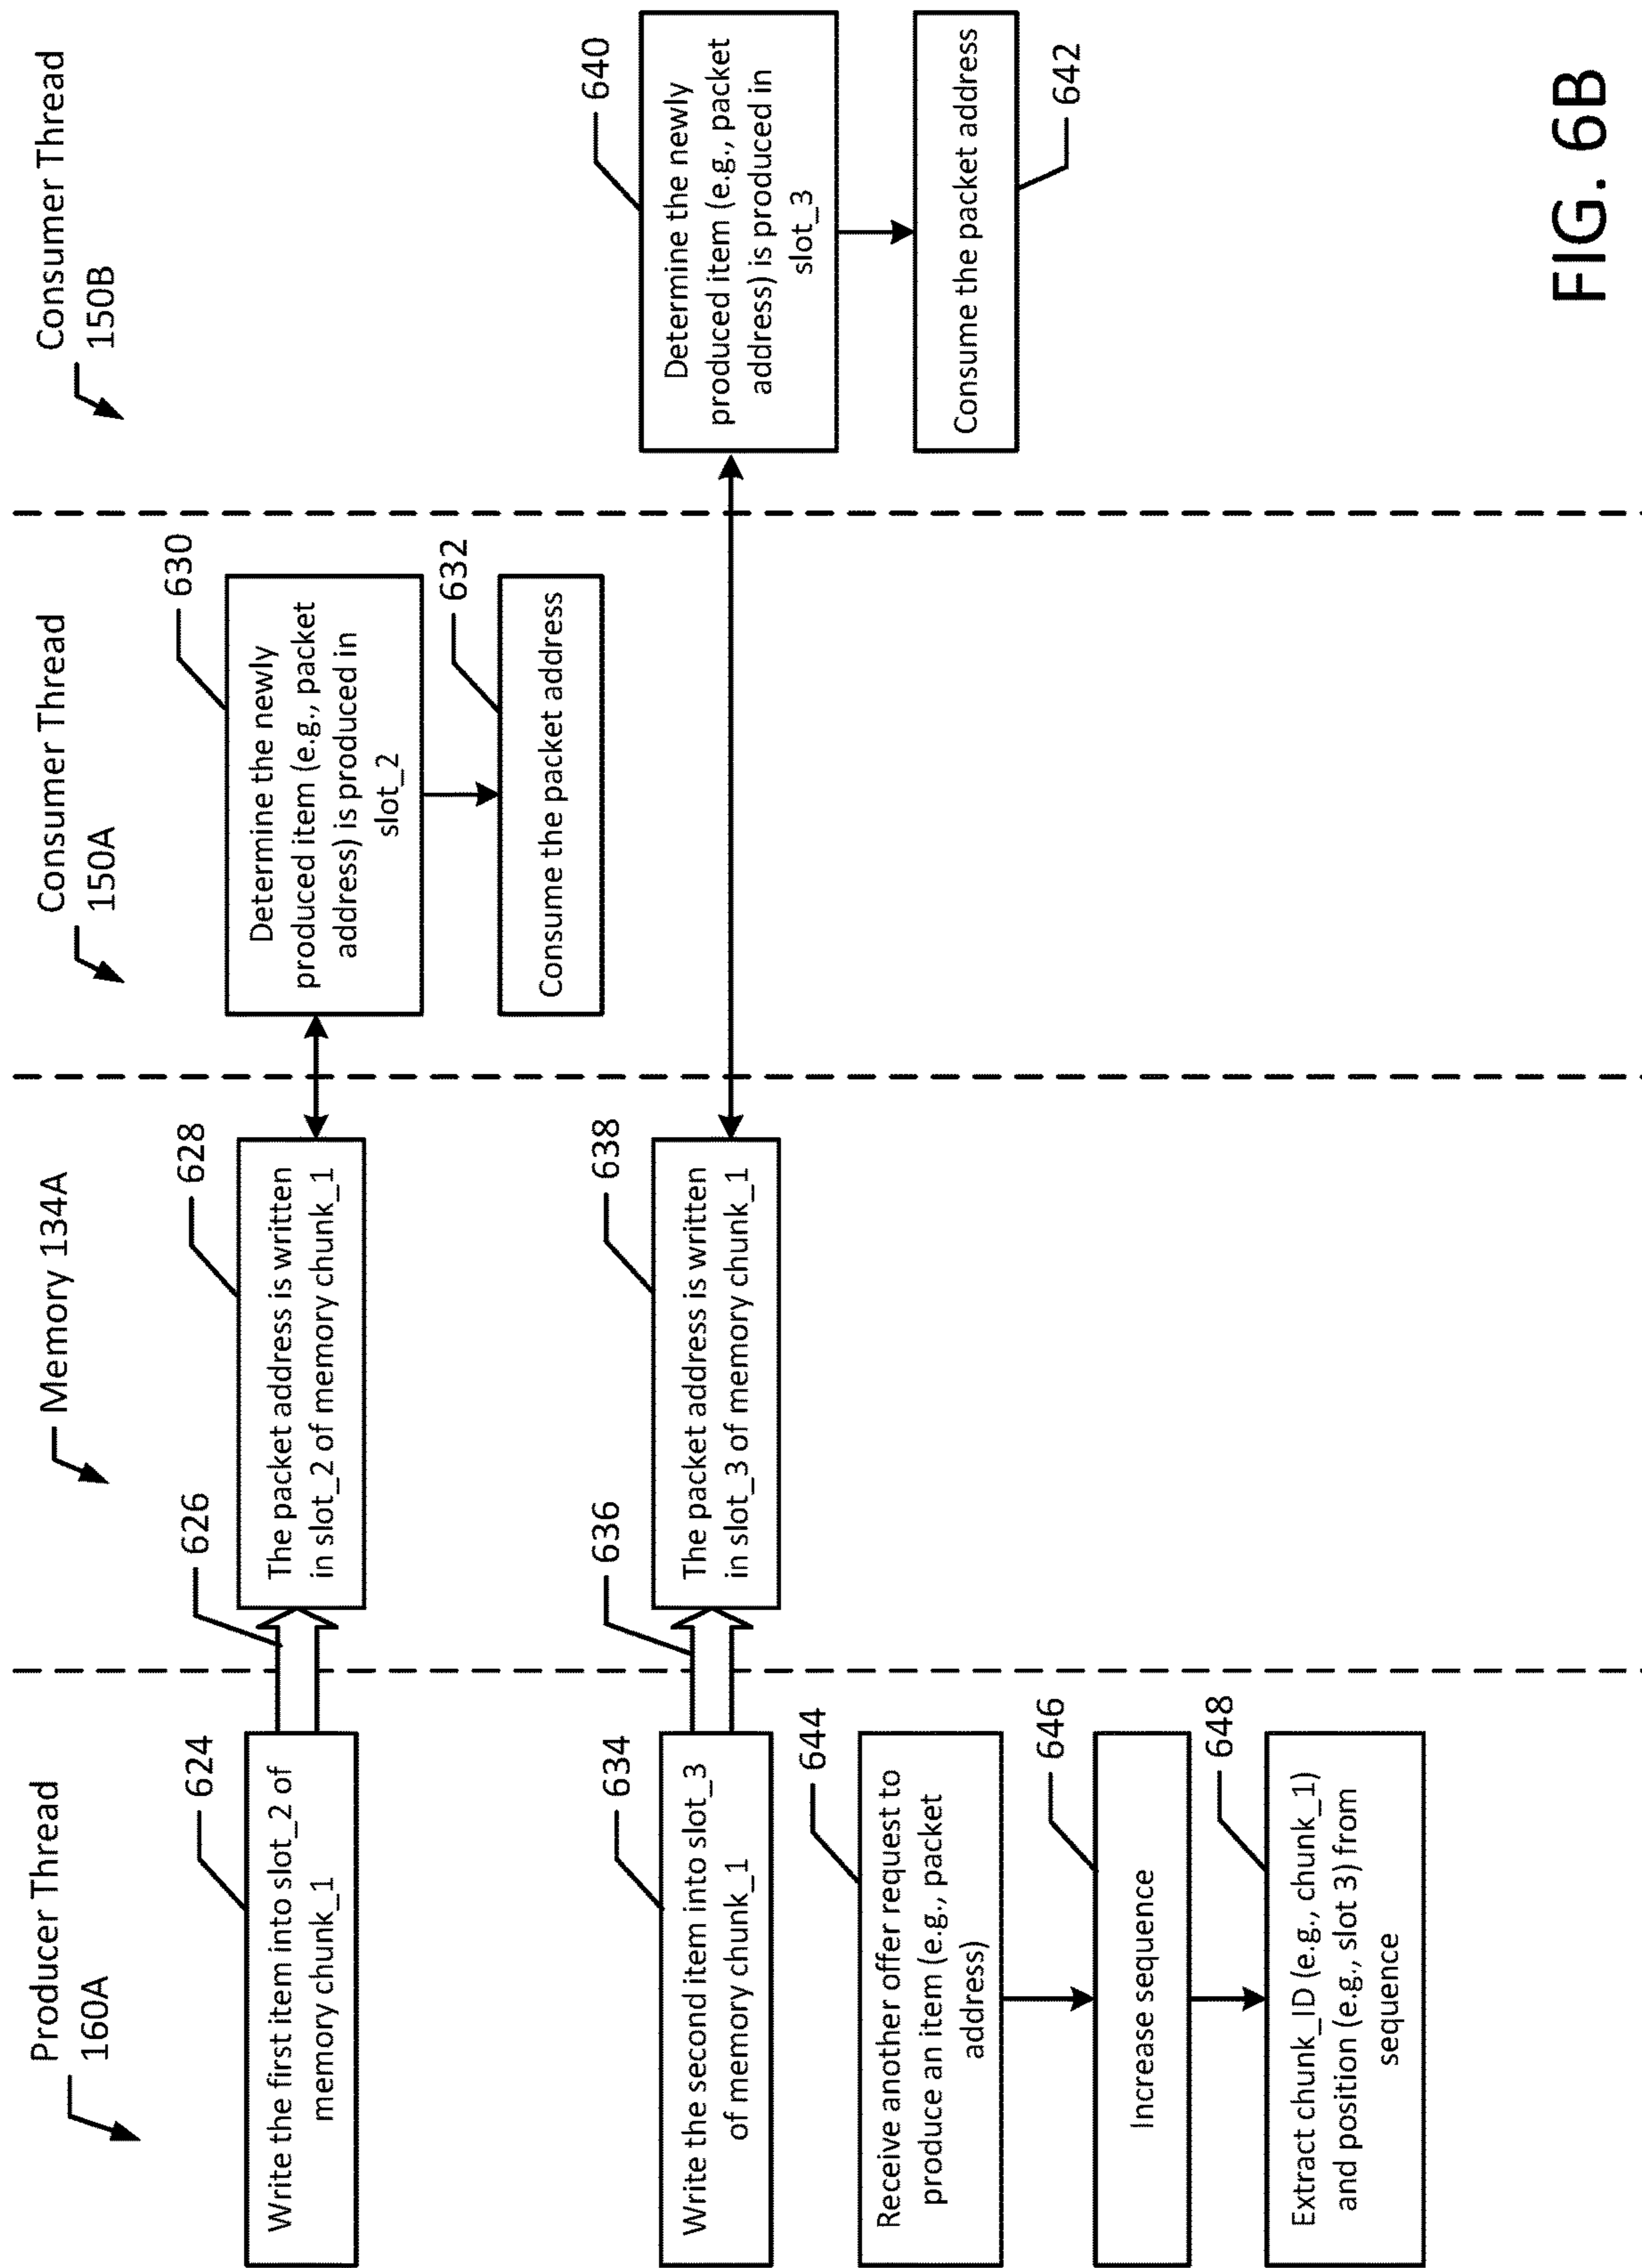 Producer Thread
160A
Memory 134A
Consumer Thread
150A
Consumer Thread
150B
624
Write the first item into slot_2 of
memory chunk_1
626
628
The packet address is written
in slot_2 of memory chunk_1
630
Determine the newly
produced item (e.g., packet
address) is produced in
slot_2
632
Consume the packet address
634
Write the second item into slot_3
of memory chunk_1
636
638
The packet address is written
in slot_3 of memory chunk_1
640
Determine the newly
produced item (e.g., packet
address) is produced in
slot_3
642
Consume the packet address
644
Receive another offer request to
produce an item (e.g., packet
address)
646
Increase sequence
648
Extract chunk_ID (e.g., chunk_1)
and position (e.g., slot 3) from
sequence
FIG. 6B